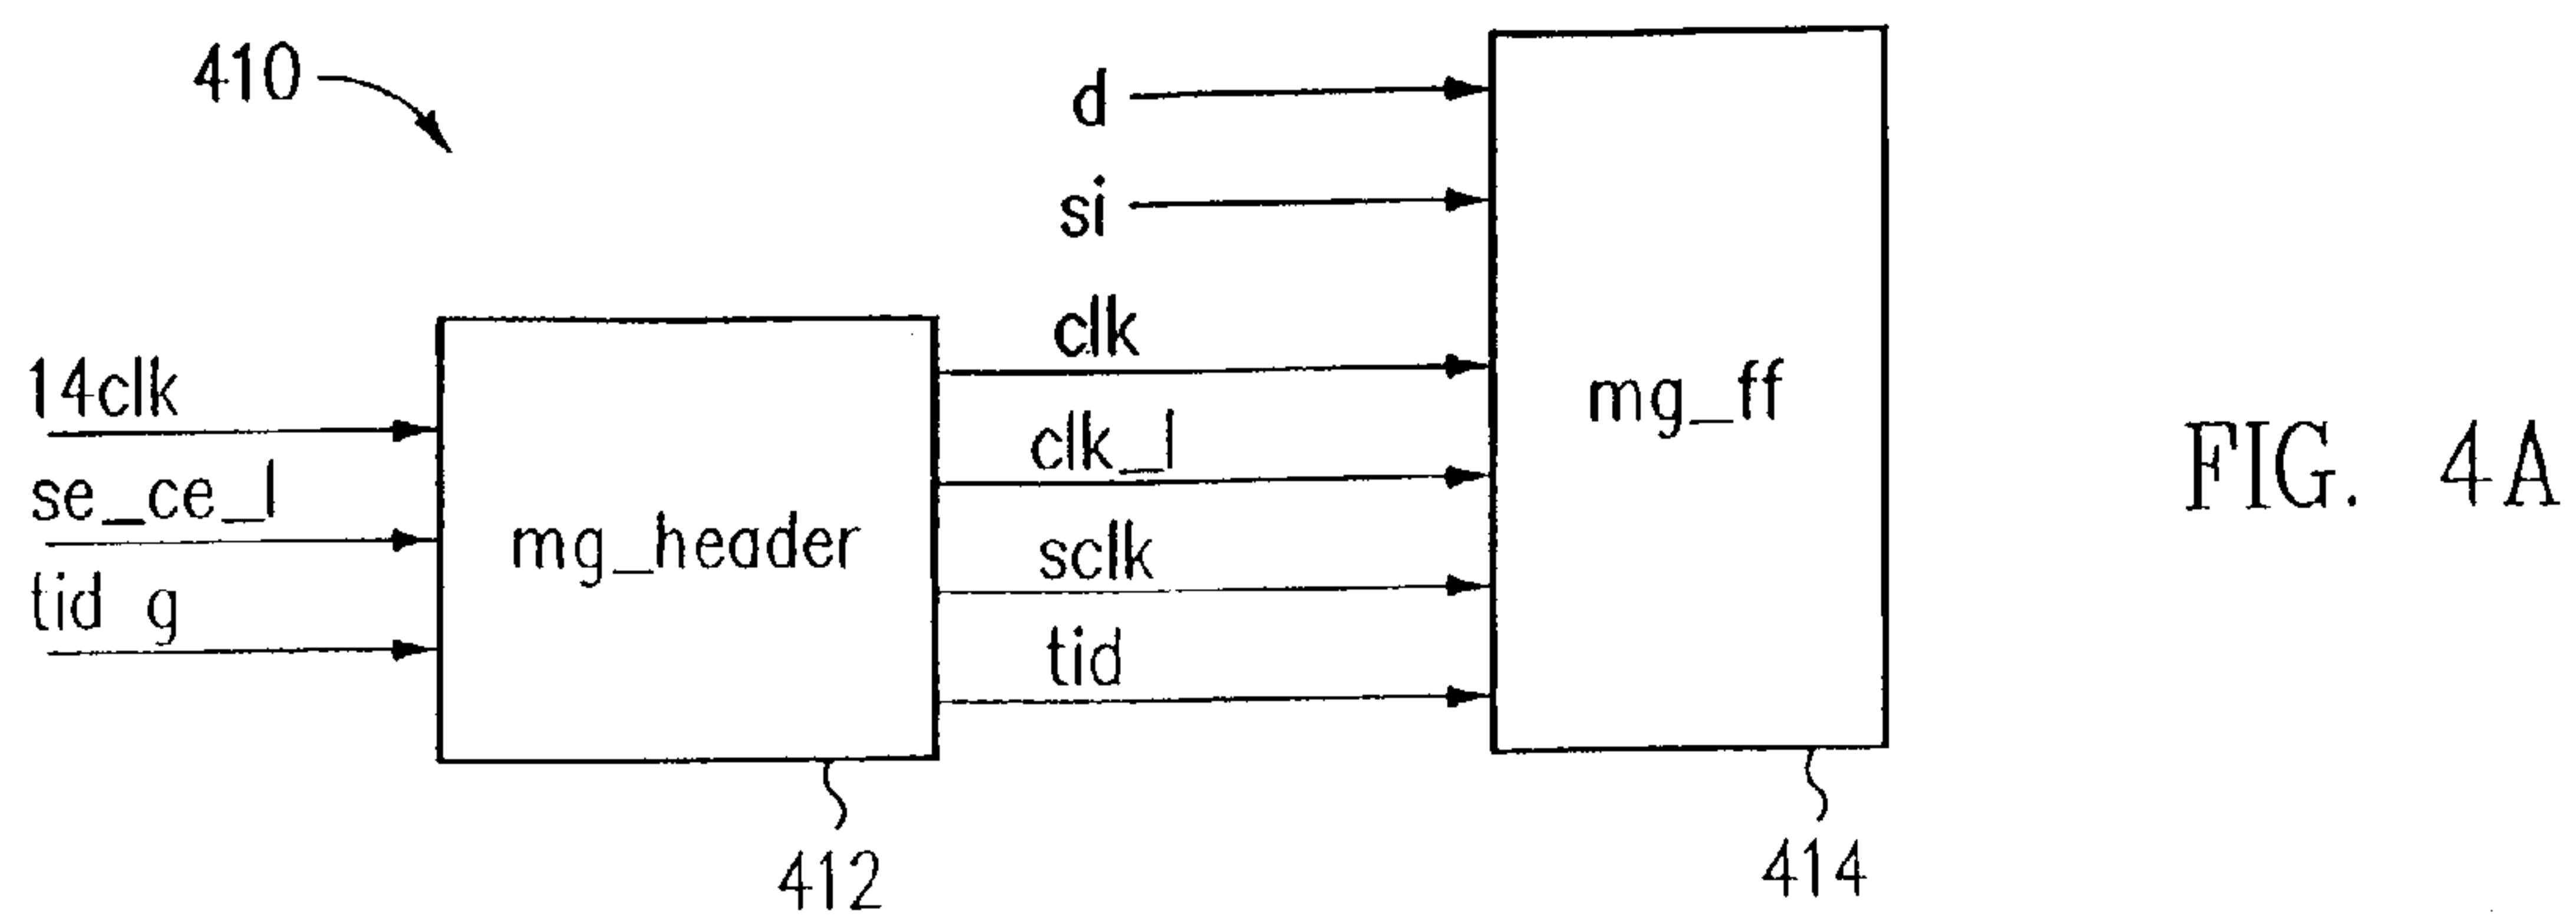 410
d
si
clk
14clk
clk_l
mg_ff
FIG. 4A
se_ce_l
mg_header
sclk
tid g
tid
412
414